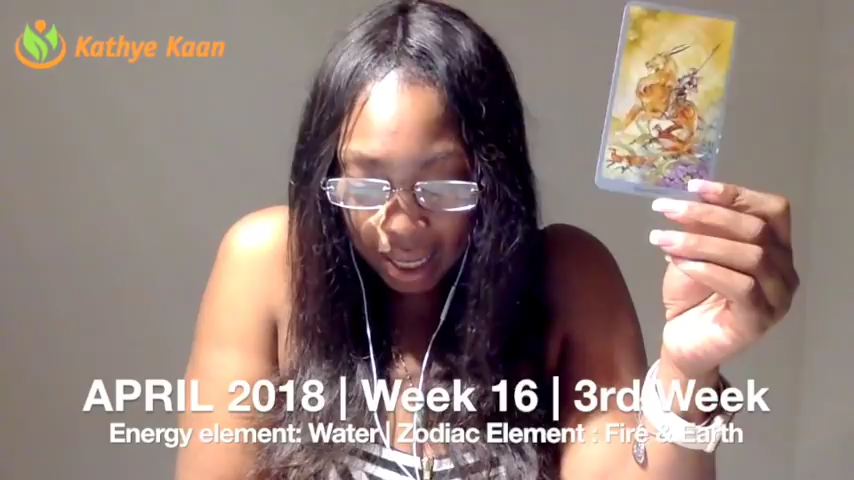 Kathye Kaan
APRIL 2018 | Week 16 | 3rd Week
Energy element: Water | Zodiac Element : Fire & Earth